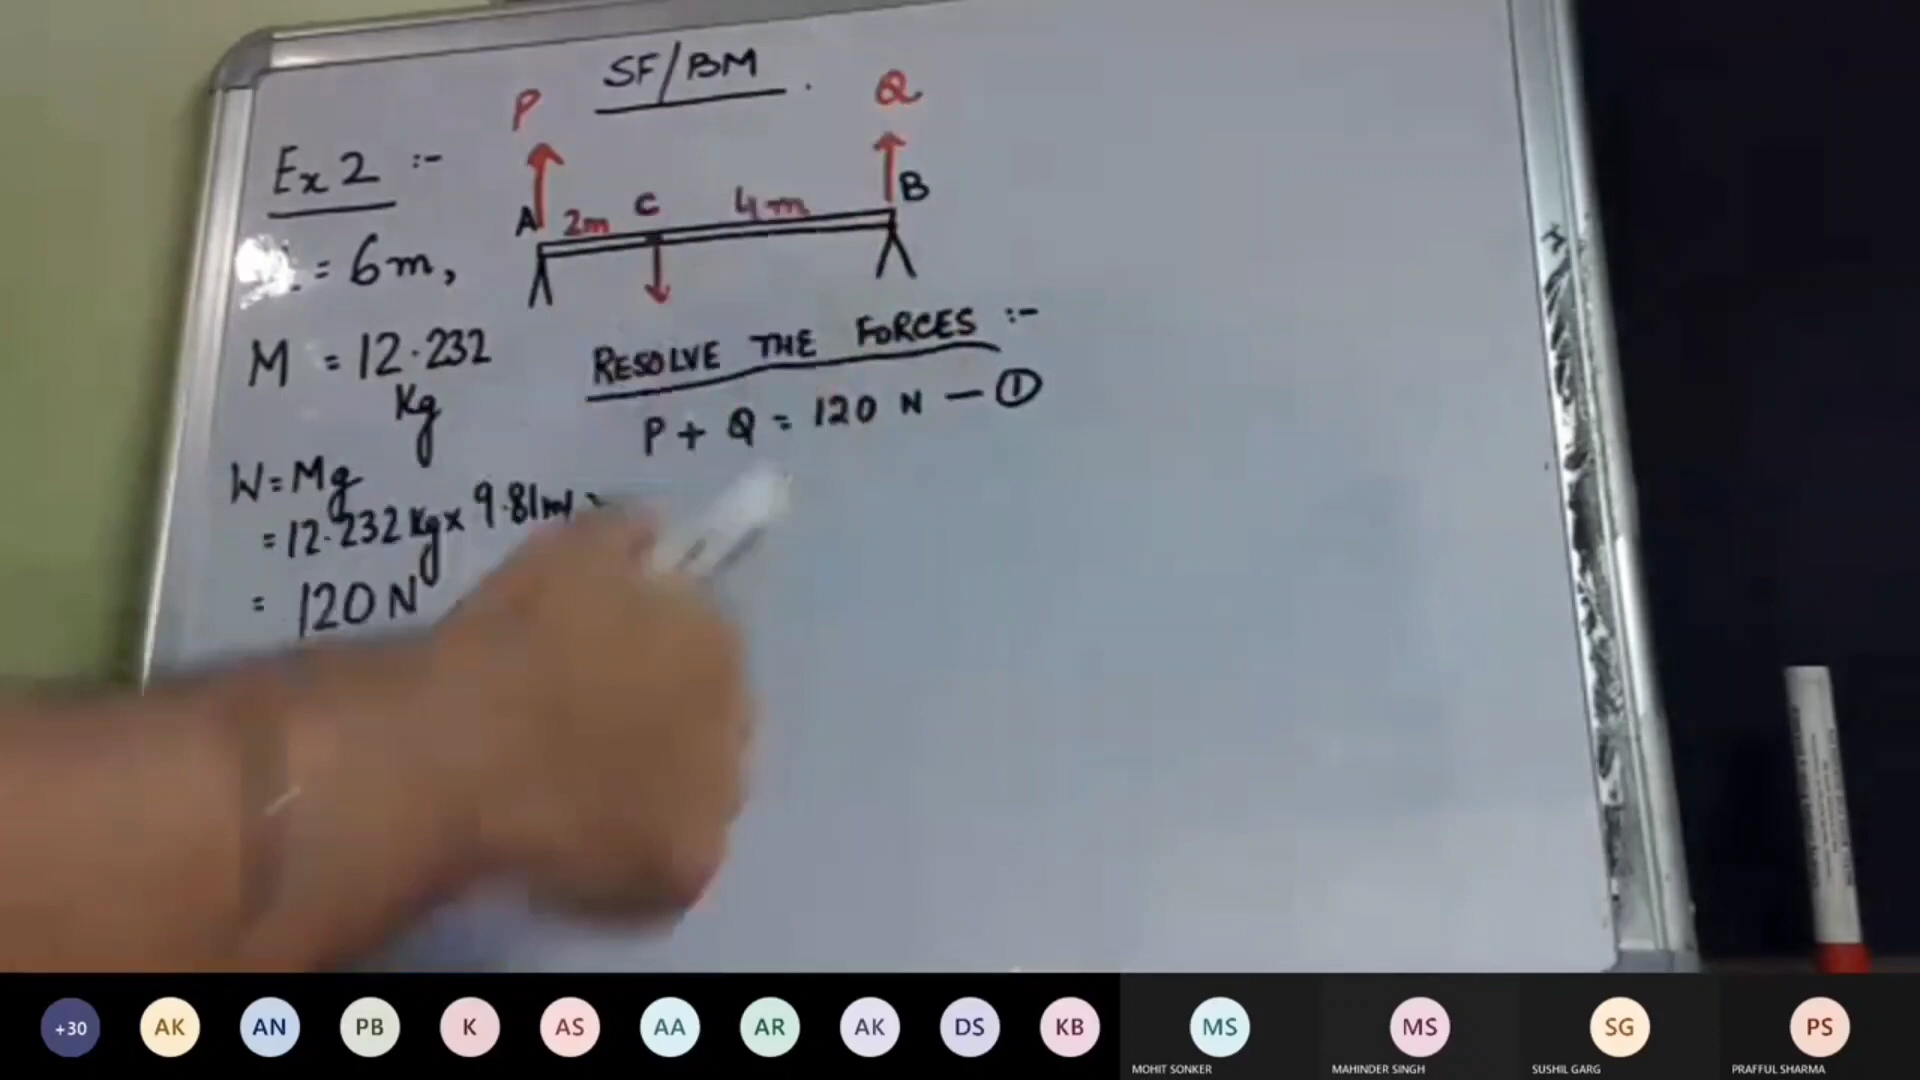 SF/BM
P
Q
Ex 2 :-
A
2m
C
4m
B
= 6m,
M = 12.232
Kg
RESOLVE THE FORCES :-
P + Q = 120 N — ①
W = Mg
= 12.232 Kg x 9.81m/
= 120 N
+30
AK
AN
PB
K
AS
AA
AR
AK
DS
KB
MS
MS
SG
PS
MOHIT SONKER
MAHINDER SINGH
SUSHIL GARG
PRAFFUL SHARMA